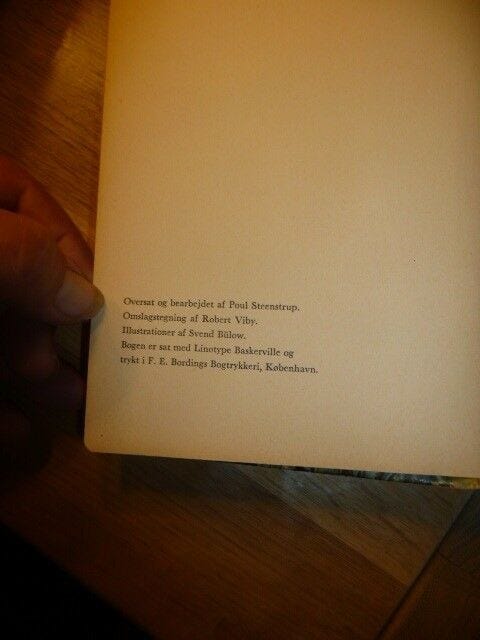 Oversat og bearbejdet af Poul Steenstrup.
Omslagstegning af Robert Viby.
Illustrationer af Svend Bülow.
Bogen er sat med Linotype Baskerville og
trykt i F. E. Bordings Bogtrykkeri, København.